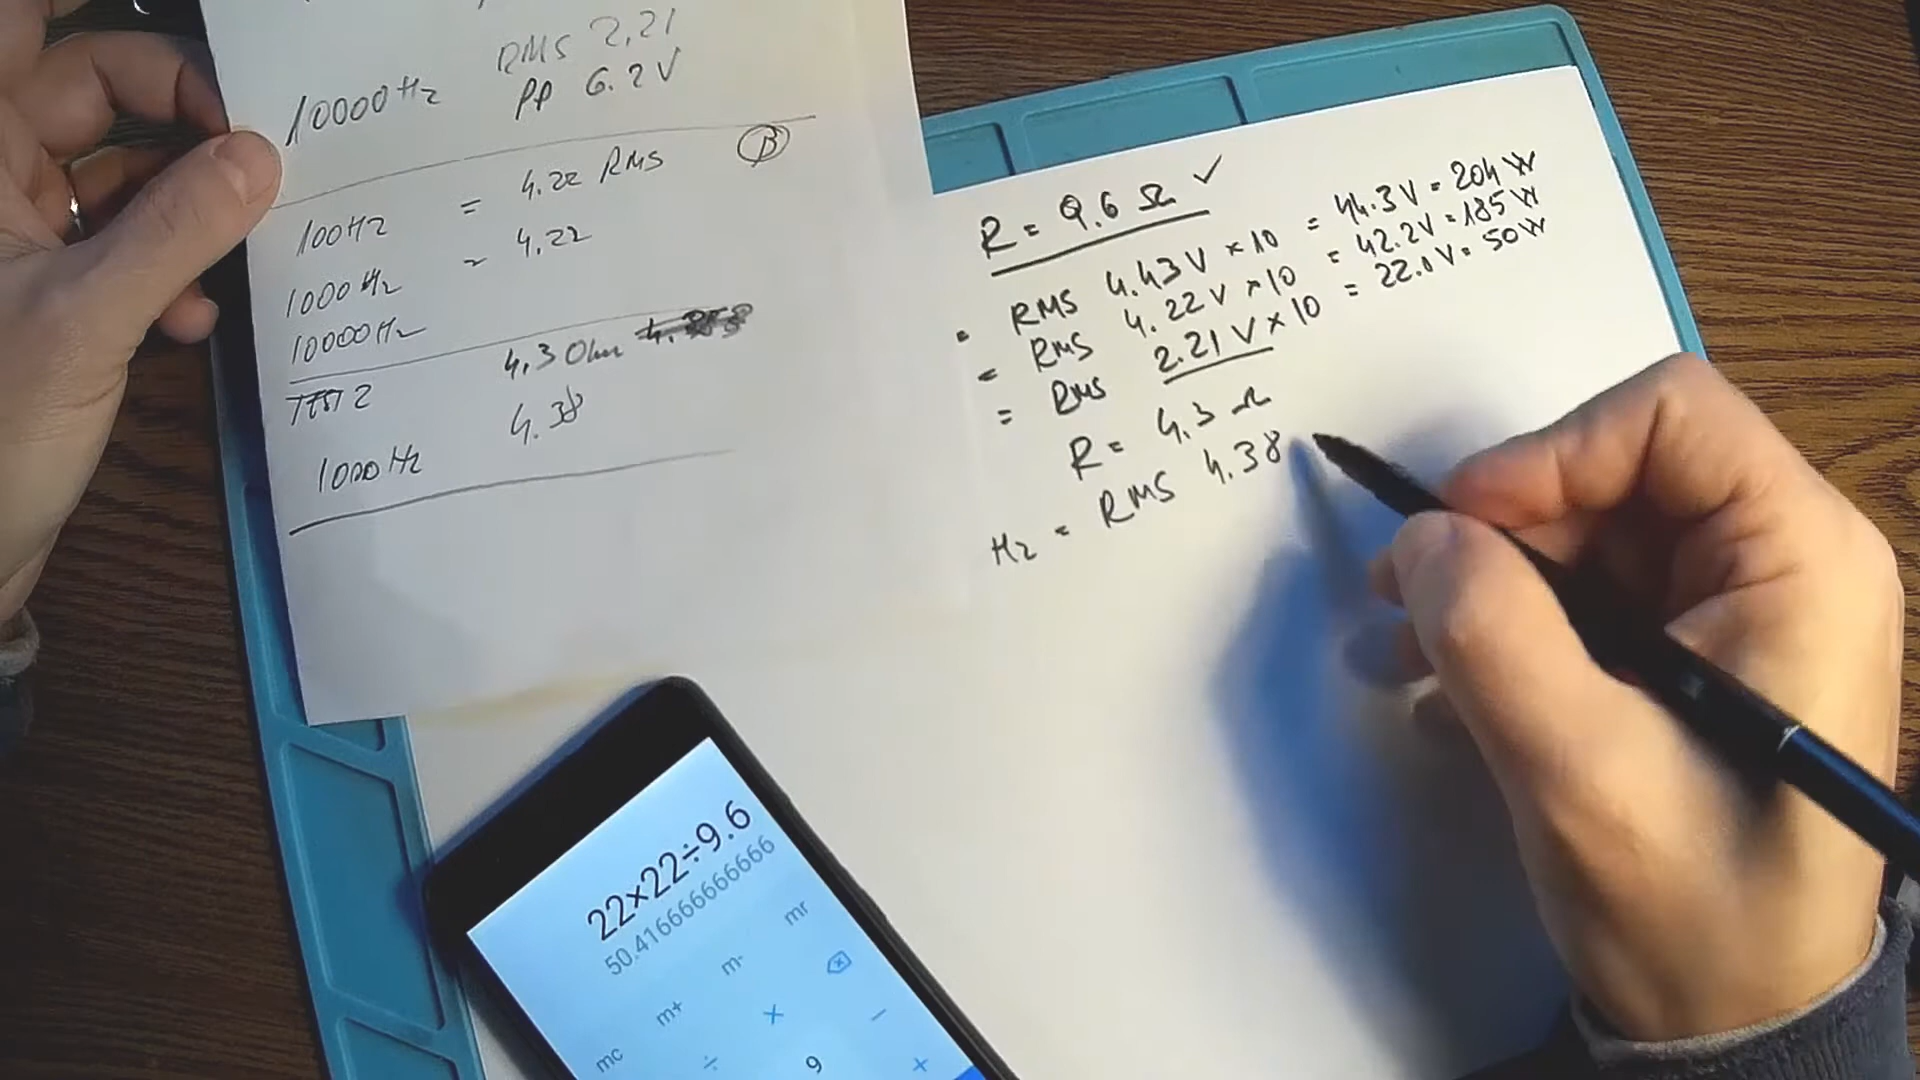 RMS 2,21
10000 Hz PP 6.2 V
100Hz = 4.22 RMS B
1000 Hz ~ 4.22
10000 Hz
TEST 2 4.3 Ohm
1000 Hz 4.38
R = 9.6 Ω ✓
= RMS 4.43 V × 10 = 44.3 V = 204 W
= RMS 4.22 V × 10 = 42.2 V = 185 W
= RMS 2.21 V × 10 = 22.0 V = 50 W
R = 4.3 Ω
Hz = RMS 4.38
22×22÷9.6
50.41666666666666
mc m+ m- mr
÷ ×
9 + −